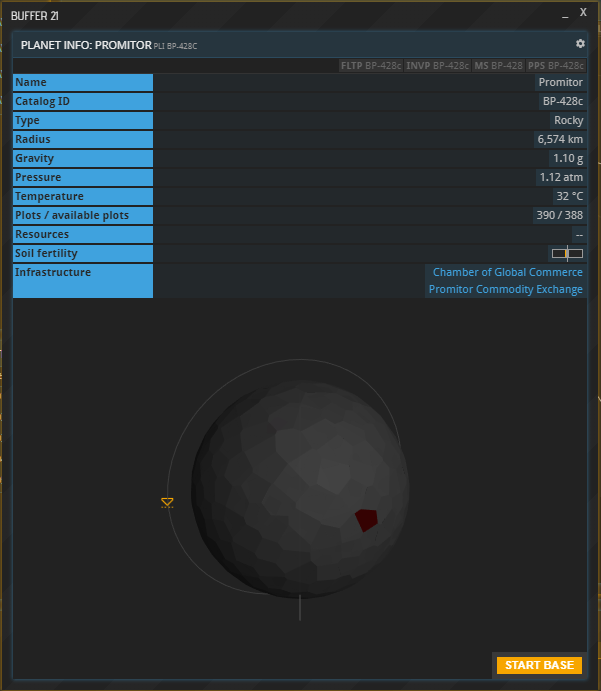 BUFFER 21
_ X
PLANET INFO: PROMITOR PLI BP-428C
FLTP BP-428c INVP BP-428c MS BP-428 PPS BP-428c
Name Promitor
Catalog ID BP-428c
Type Rocky
Radius 6,574 km
Gravity 1.10 g
Pressure 1.12 atm
Temperature 32 °C
Plots / available plots 390 / 388
Resources --
Soil fertility
Infrastructure Chamber of Global Commerce
Promitor Commodity Exchange
START BASE